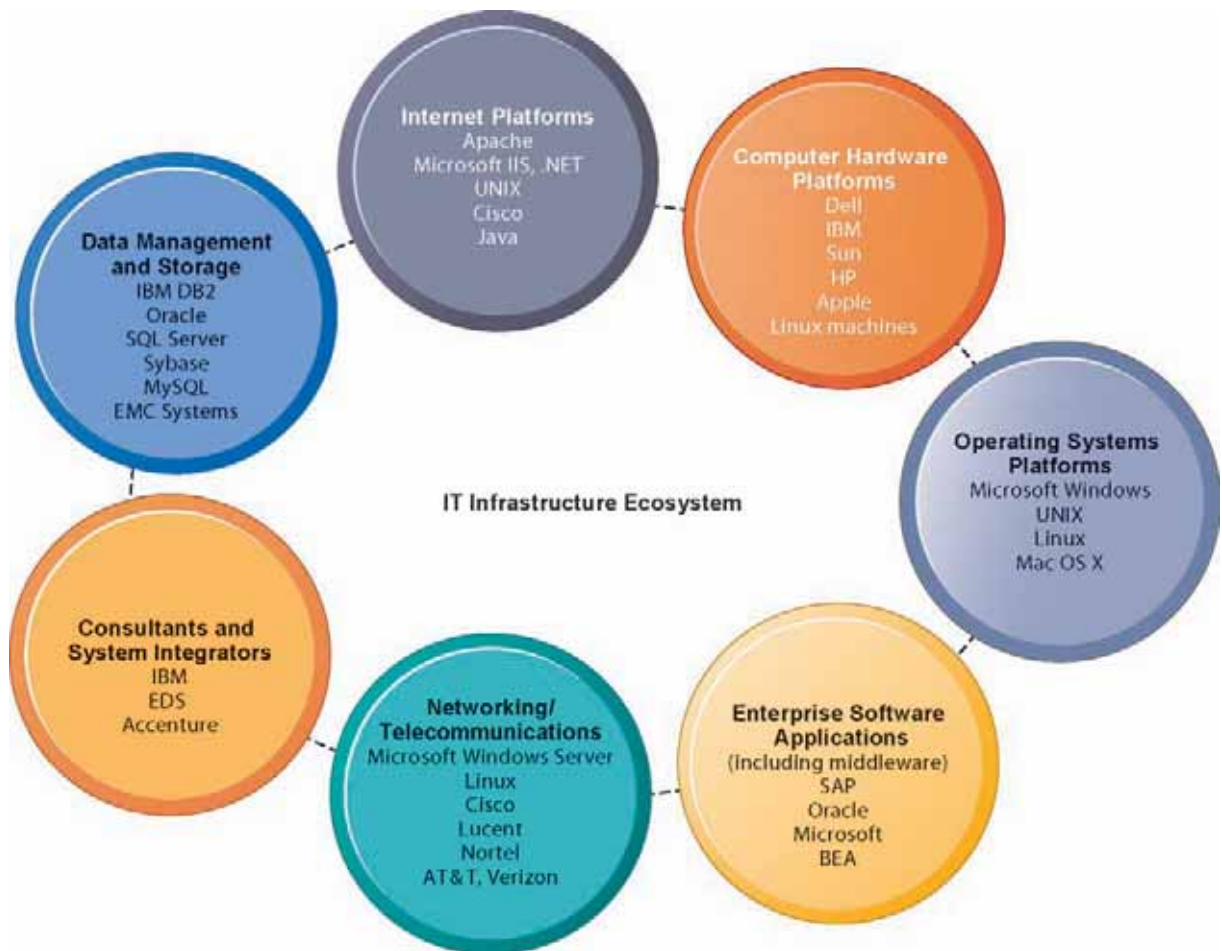 Internet Platforms
Apache
Microsoft IIS, .NET
UNIX
Cisco
Java
Computer Hardware
Platforms
Dell
IBM
Sun
HP
Apple
Linux machines
Data Management
and Storage
IBM DB2
Oracle
SQL Server
Sybase
MySQL
EMC Systems
Operating Systems
Platforms
Microsoft Windows
UNIX
Linux
Mac OS X
IT Infrastructure Ecosystem
Consultants and
System Integrators
IBM
EDS
Accenture
Networking/
Telecommunications
Microsoft Windows Server
Linux
Cisco
Lucent
Nortel
AT&T, Verizon
Enterprise Software
Applications
(including middleware)
SAP
Oracle
Microsoft
BEA